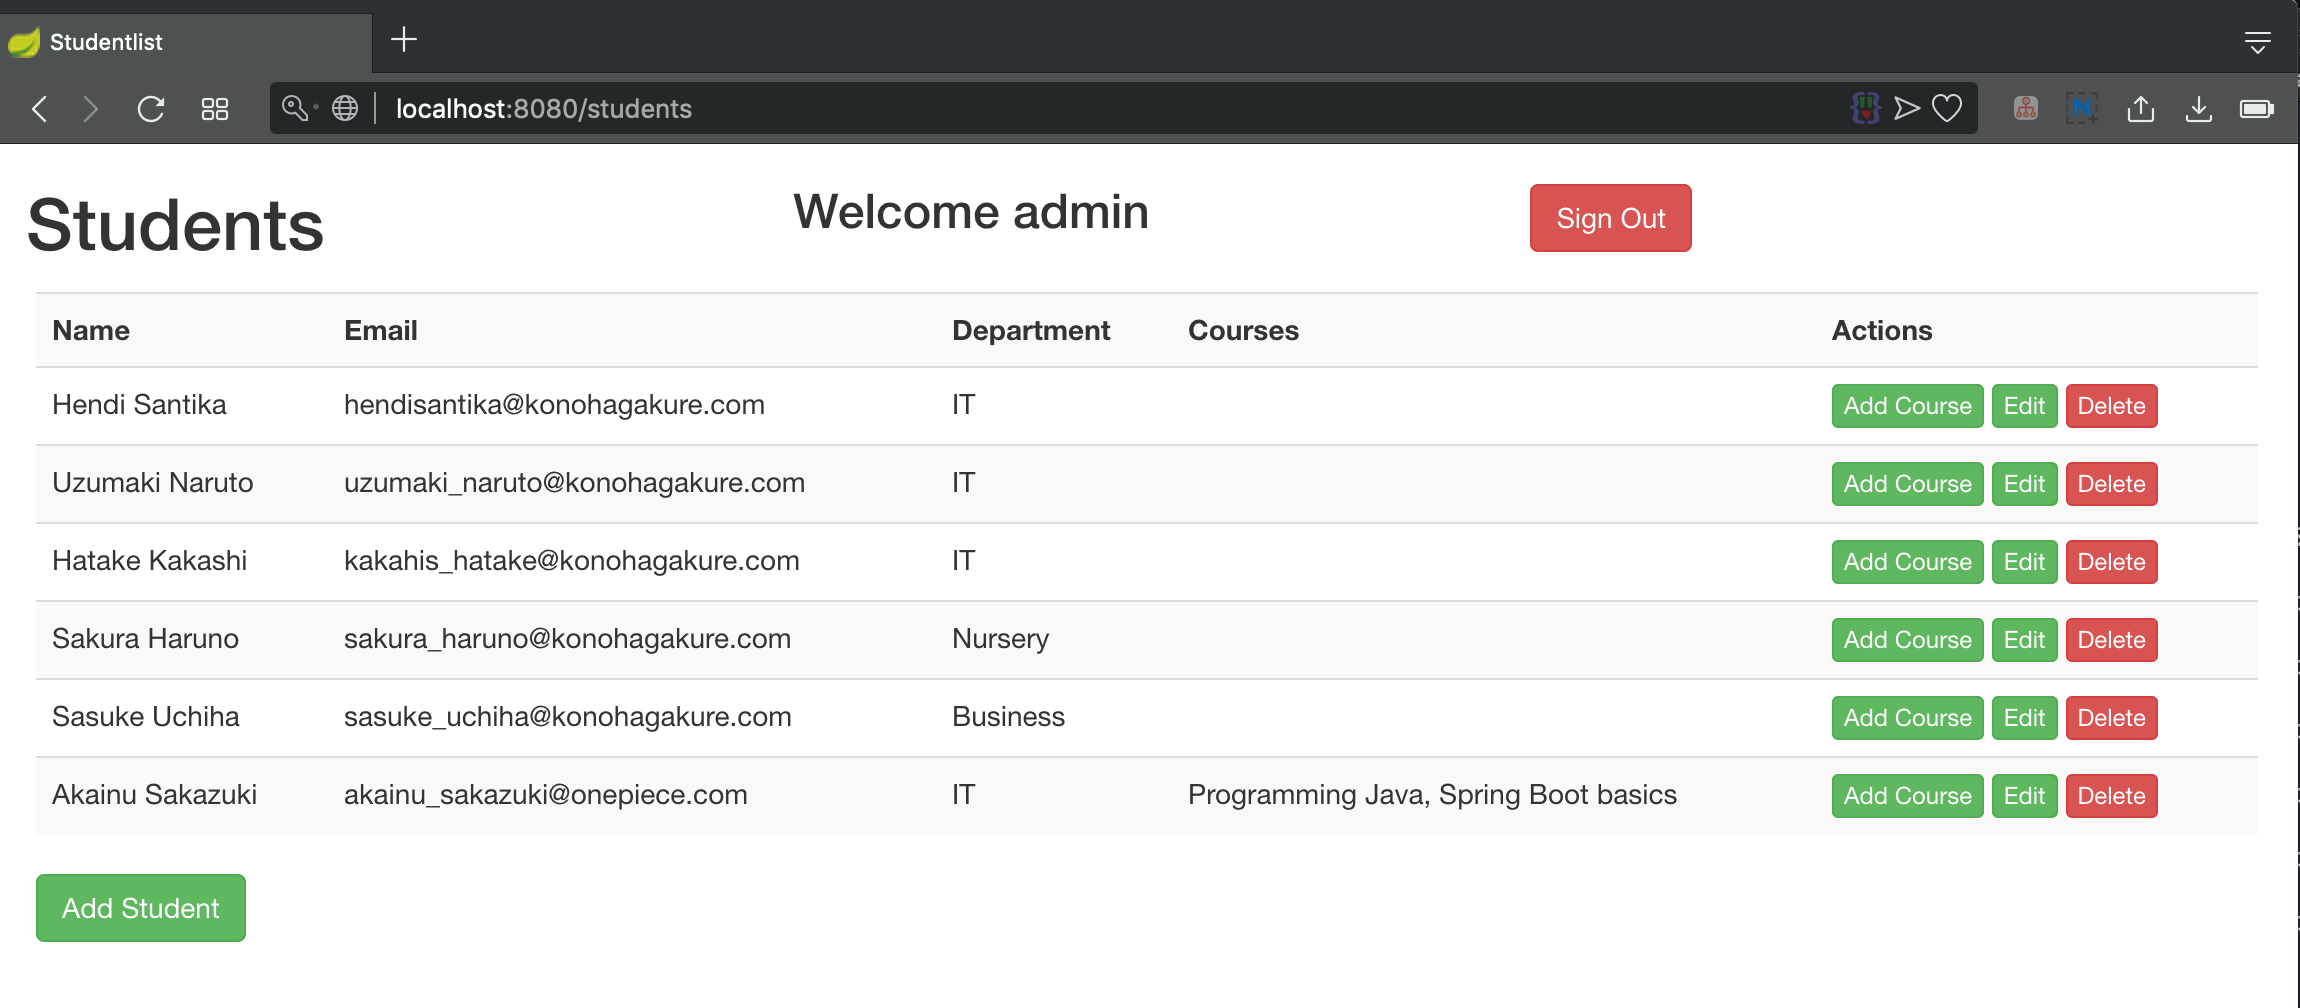 Studentlist
localhost:8080/students
Students Welcome admin Sign Out
Name Email Department Courses Actions
Hendi Santika hendisantika@konohagakure.com IT Add Course Edit Delete
Uzumaki Naruto uzumaki_naruto@konohagakure.com IT Add Course Edit Delete
Hatake Kakashi kakahis_hatake@konohagakure.com IT Add Course Edit Delete
Sakura Haruno sakura_haruno@konohagakure.com Nursery Add Course Edit Delete
Sasuke Uchiha sasuke_uchiha@konohagakure.com Business Add Course Edit Delete
Akainu Sakazuki akainu_sakazuki@onepiece.com IT Programming Java, Spring Boot basics Add Course Edit Delete
Add Student